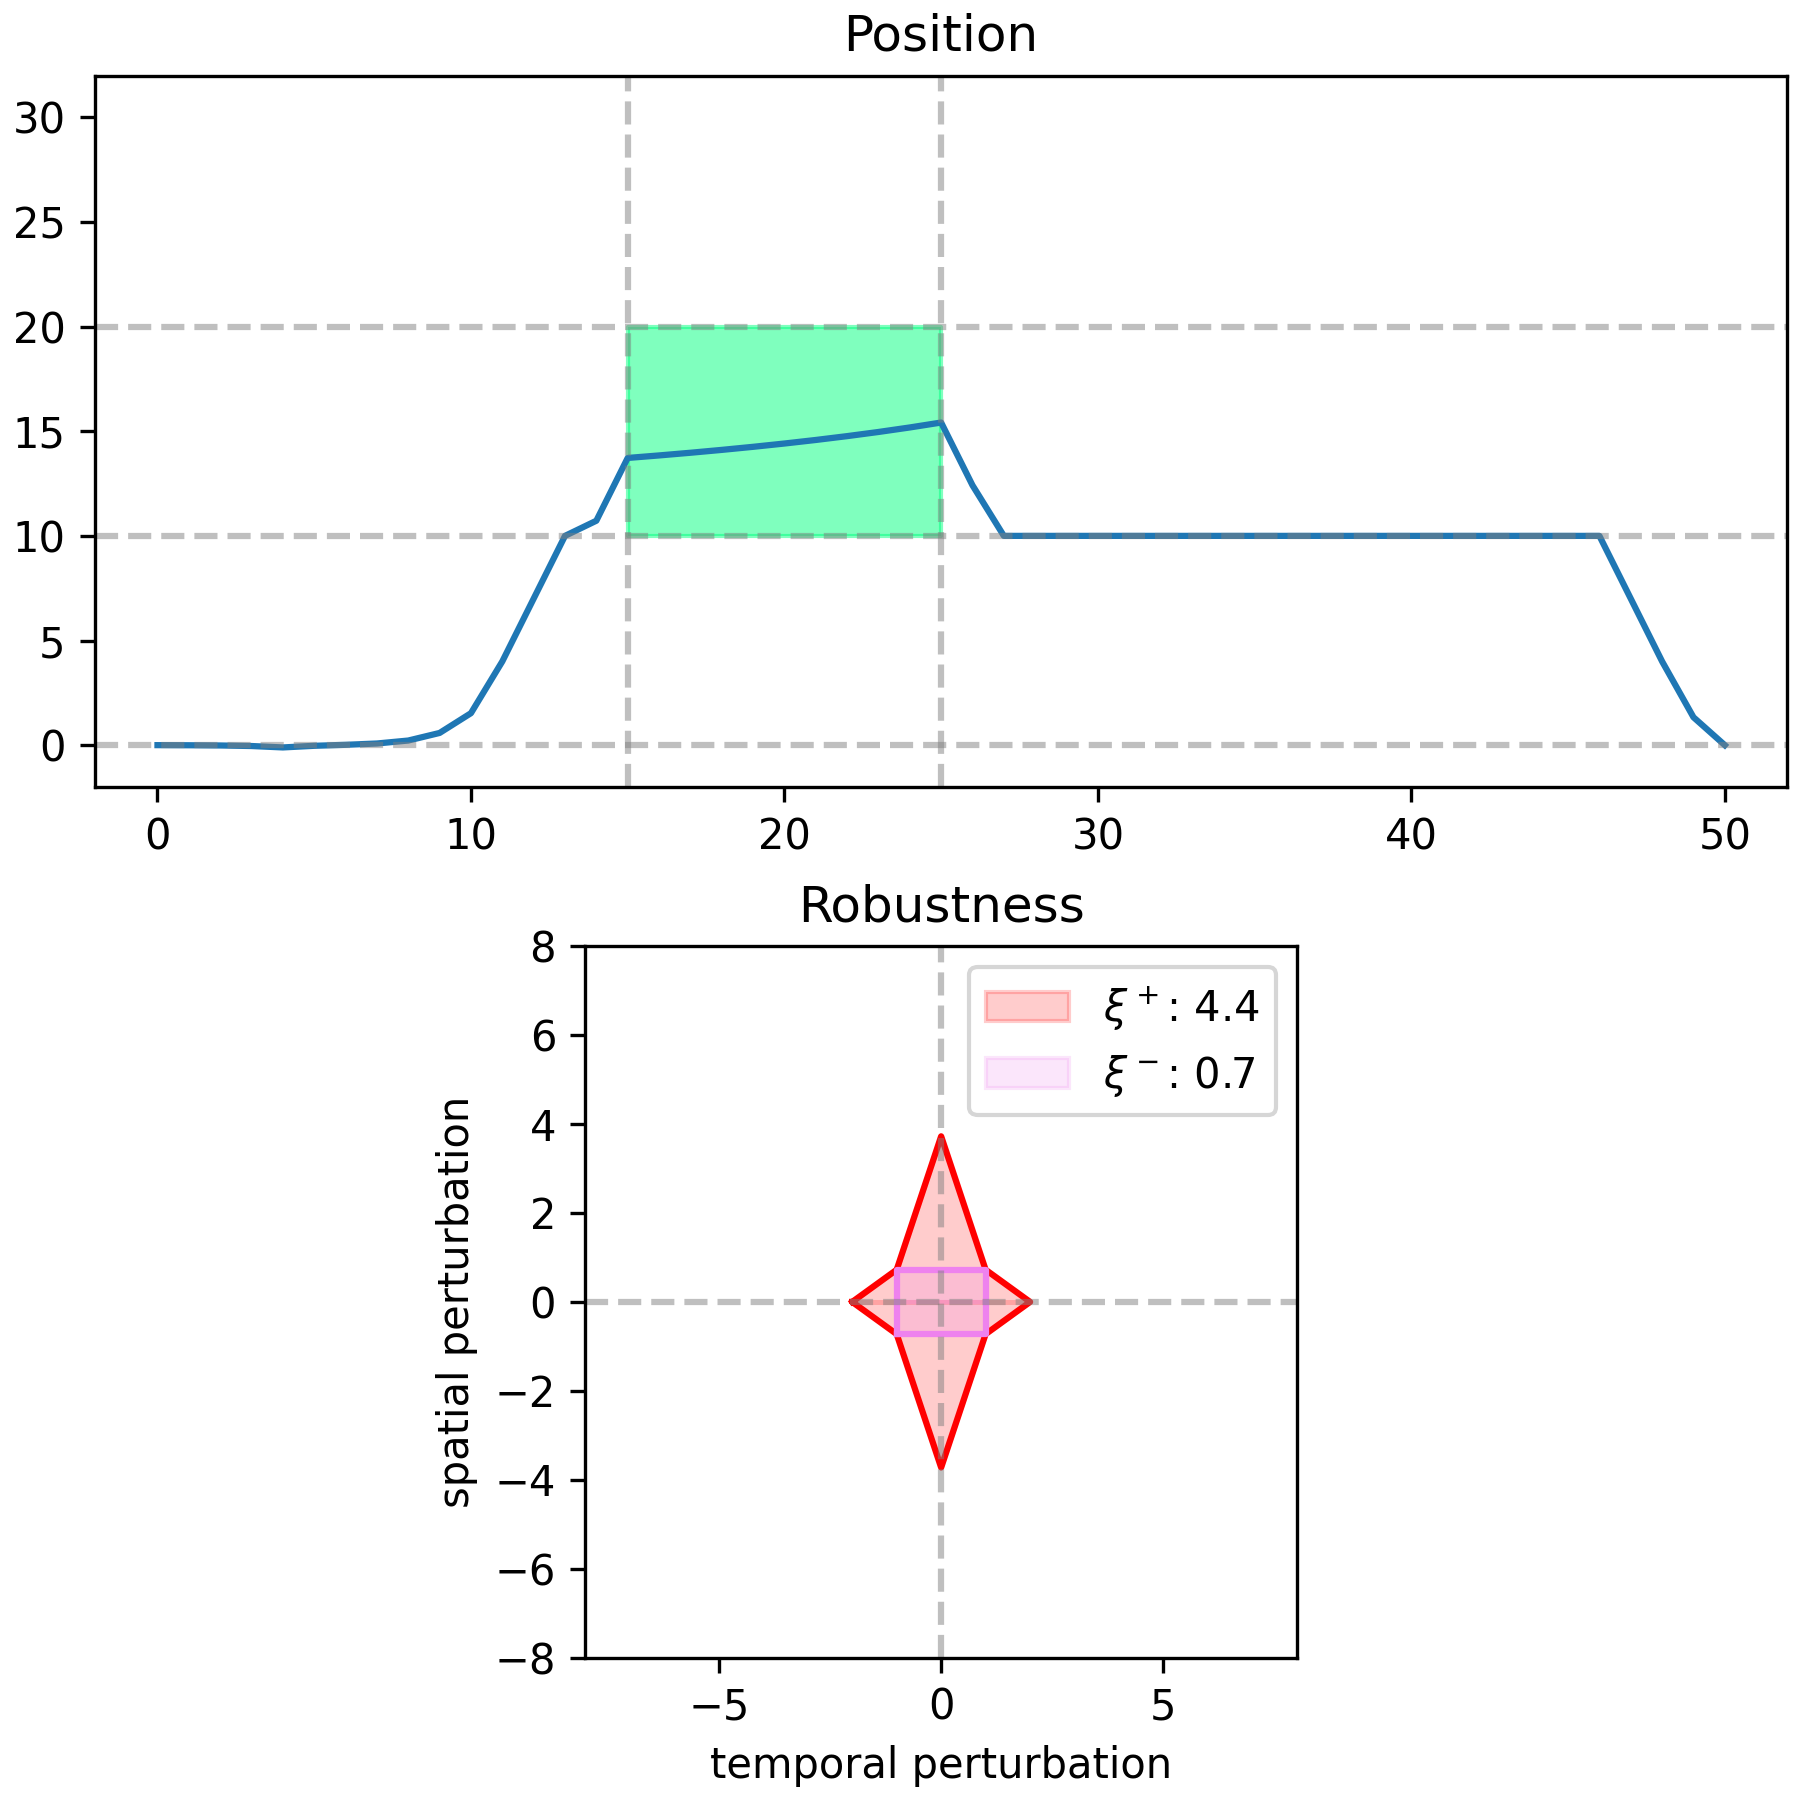 Position
30
25
20
15
10
5
0
0 10 20 30 40 50
Robustness
8
6
4
2
0
−2
−4
−6
−8
spatial perturbation
ξ⁺: 4.4
ξ⁻: 0.7
−5 0 5
temporal perturbation